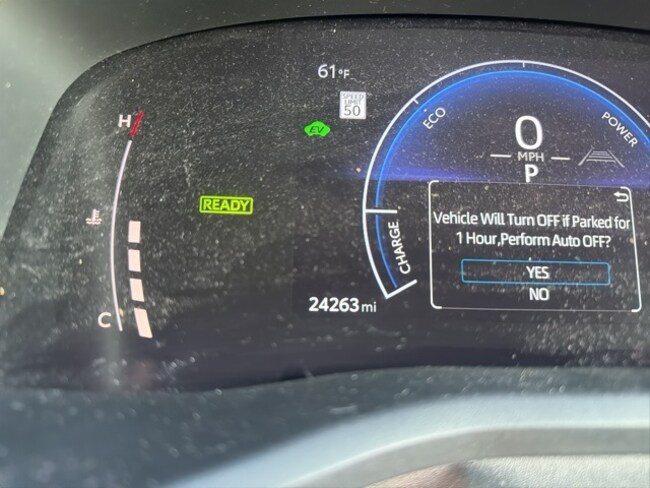 61°F
SPEED
LIMIT
50
EV
H
ECO
POWER
0
MPH
P
READY
CHARGE
Vehicle Will Turn OFF if Parked for
1 Hour,Perform Auto OFF?
YES
NO
24263 mi
C